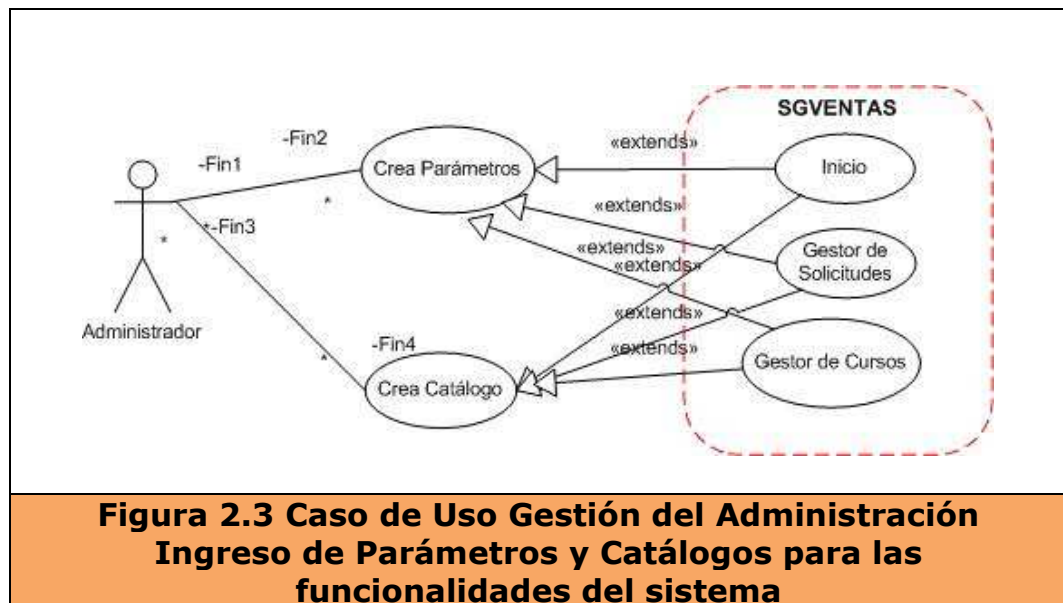 SGVENTAS
«extends»
-Fin2
-Fin1
Crea Parámetros
Inicio
*
«extends»
*-Fin3
*
«extends»
«extends»
Gestor de
Solicitudes
Administrador
«extends»
-Fin4
«extends»
*
Gestor de Cursos
Crea Catálogo
Figura 2.3 Caso de Uso Gestión del Administración
Ingreso de Parámetros y Catálogos para las
funcionalidades del sistema